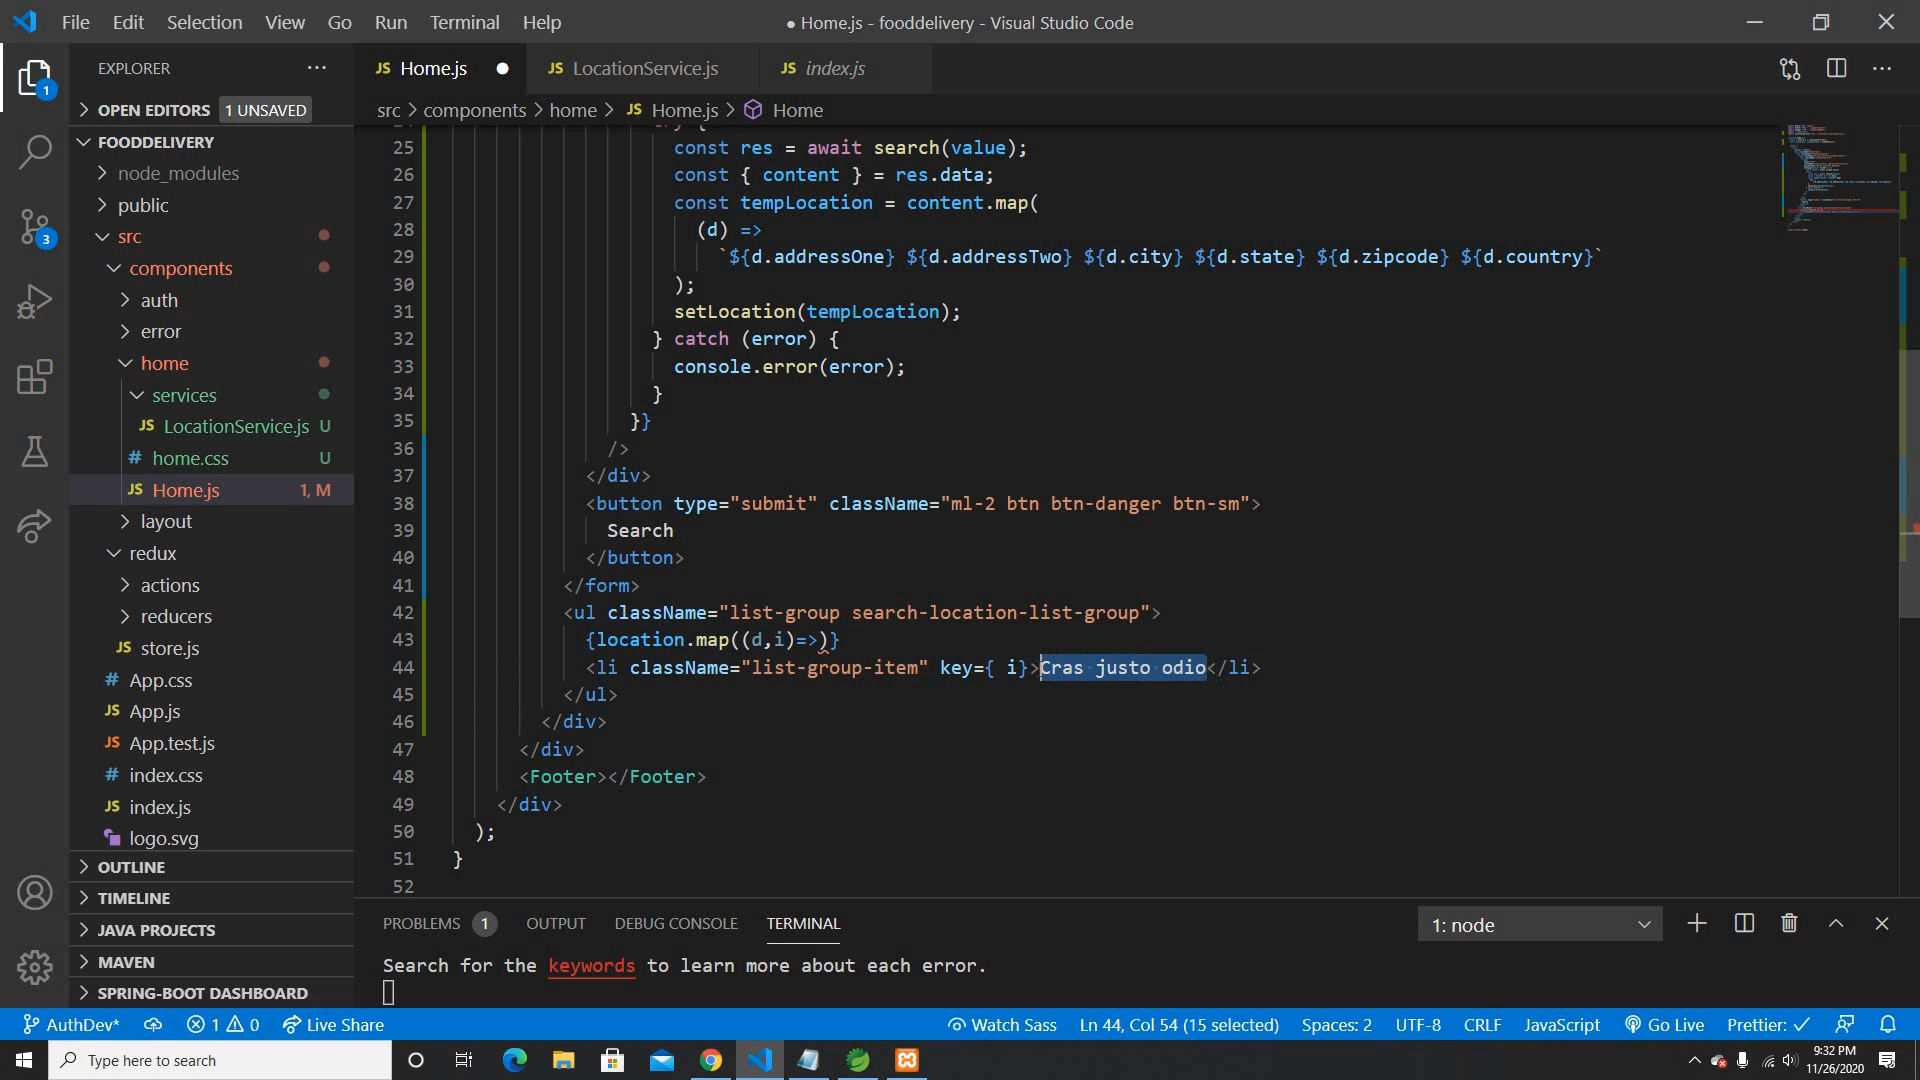 File Edit Selection View Go Run Terminal Help
● Home.js - fooddelivery - Visual Studio Code
EXPLORER
OPEN EDITORS 1 UNSAVED
FOODDELIVERY
node_modules
public
src
components
auth
error
home
services
JS LocationService.js U
# home.css U
JS Home.js 1, M
layout
redux
actions
reducers
JS store.js
# App.css
JS App.js
JS App.test.js
# index.css
JS index.js
logo.svg
OUTLINE
TIMELINE
JAVA PROJECTS
MAVEN
SPRING-BOOT DASHBOARD
1
3
JS Home.js ● JS LocationService.js JS index.js
src > components > home > JS Home.js > Home
25 const res = await search(value);
26 const { content } = res.data;
27 const tempLocation = content.map(
28 (d) =>
29 `${d.addressOne} ${d.addressTwo} ${d.city} ${d.state} ${d.zipcode} ${d.country}`
30 );
31 setLocation(tempLocation);
32 } catch (error) {
33 console.error(error);
34 }
35 }}
36 />
37 </div>
38 <button type="submit" className="ml-2 btn btn-danger btn-sm">
39 Search
40 </button>
41 </form>
42 <ul className="list-group search-location-list-group">
43 {location.map((d,i)=>)}
44 <li className="list-group-item" key={ i}>Cras justo odio</li>
45 </ul>
46 </div>
47 </div>
48 <Footer></Footer>
49 </div>
50 );
51 }
52
PROBLEMS 1 OUTPUT DEBUG CONSOLE TERMINAL
1: node
Search for the keywords to learn more about each error.
AuthDev* 1 0 Live Share
Watch Sass Ln 44, Col 54 (15 selected) Spaces: 2 UTF-8 CRLF JavaScript Go Live Prettier: ✓
Type here to search
9:32 PM
11/26/2020